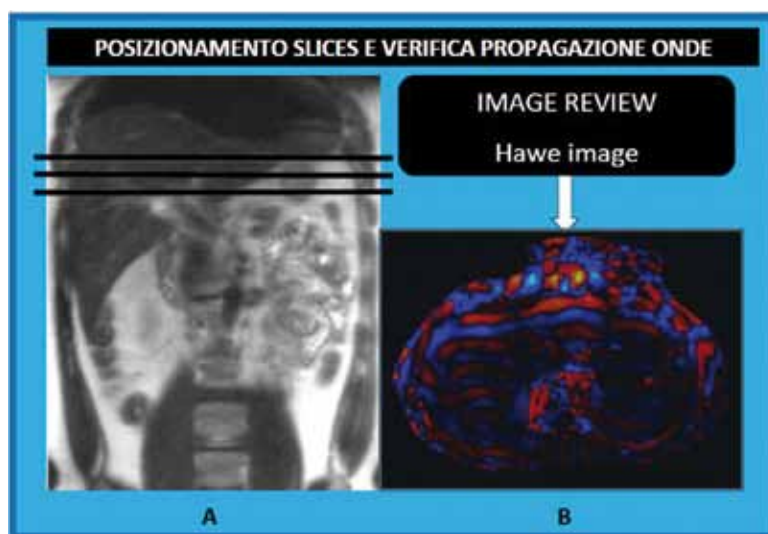 POSIZIONAMENTO SLICES E VERIFICA PROPAGAZIONE ONDE
IMAGE REVIEW
Hawe image
A
B